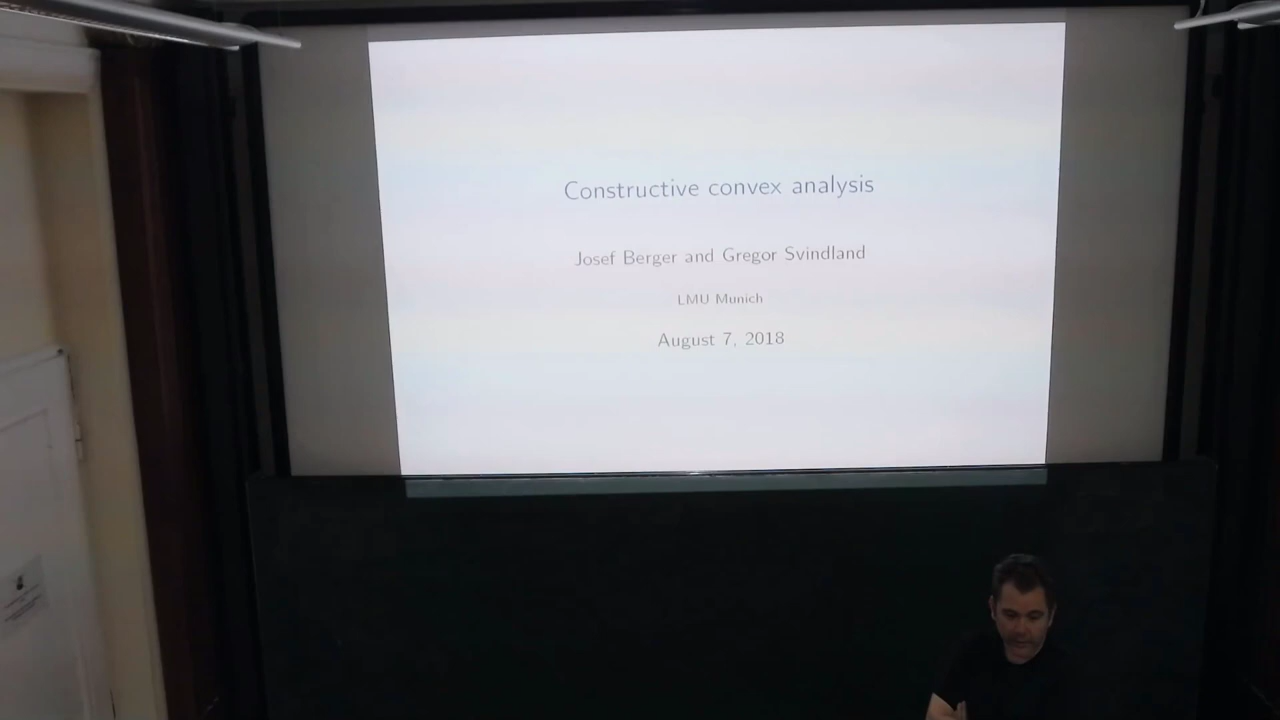 Constructive convex analysis
Josef Berger and Gregor Svindland
LMU Munich
August 7, 2018